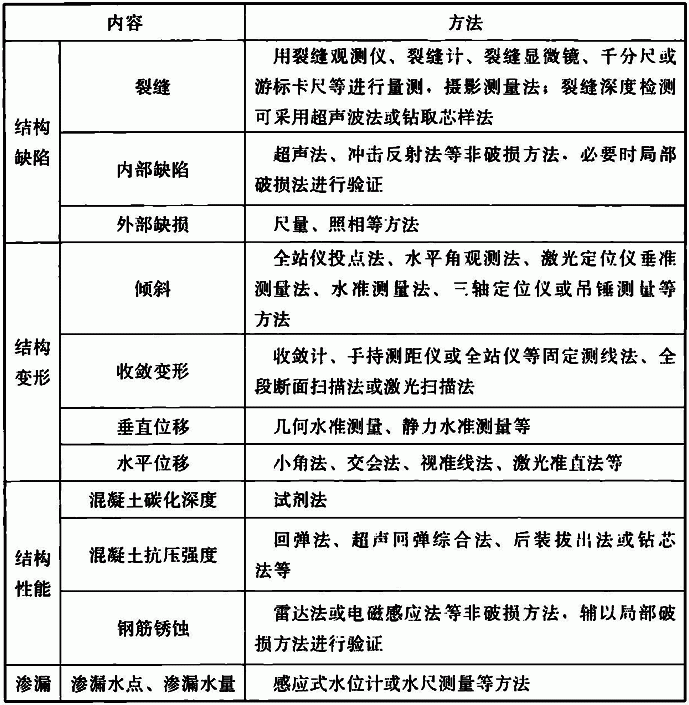 内容 方法
结构缺陷
裂缝
用裂缝观测仪、裂缝计、裂缝显微镜、千分尺或
游标卡尺等进行量测，摄影测量法；裂缝深度检测
可采用超声波法或钻取芯样法
内部缺陷
超声法、冲击反射法等非破损方法，必要时局部
破损法进行验证
外部缺损 尺量、照相等方法
结构变形
倾斜
全站仪投点法、水平角观测法、激光定位仪垂准
测量法、水准测量法、三轴定位仪或吊锤测量等
方法
收敛变形
收敛计、手持测距仪或全站仪等固定测线法、全
段断面扫描法或激光扫描法
垂直位移 几何水准测量、静力水准测量等
水平位移 小角法、交会法、视准线法、激光准直法等
结构性能
混凝土碳化深度 试剂法
混凝土抗压强度
回弹法、超声回弹综合法、后装拔出法或钻芯
法等
钢筋锈蚀
雷达法或电磁感应法等非破损方法，辅以局部破
损方法进行验证
渗漏 渗漏水点、渗漏水量 感应式水位计或水尺测量等方法